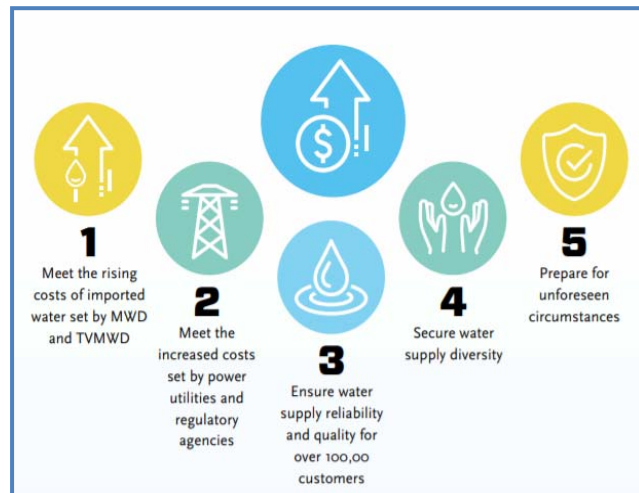 1
Meet the rising
costs of imported
water set by MWD
and TVMWD
2
Meet the
increased costs
set by power
utilities and
regulatory
agencies
3
Ensure water
supply reliability
and quality for
over 100,00
customers
4
Secure water
supply diversity
5
Prepare for
unforeseen
circumstances